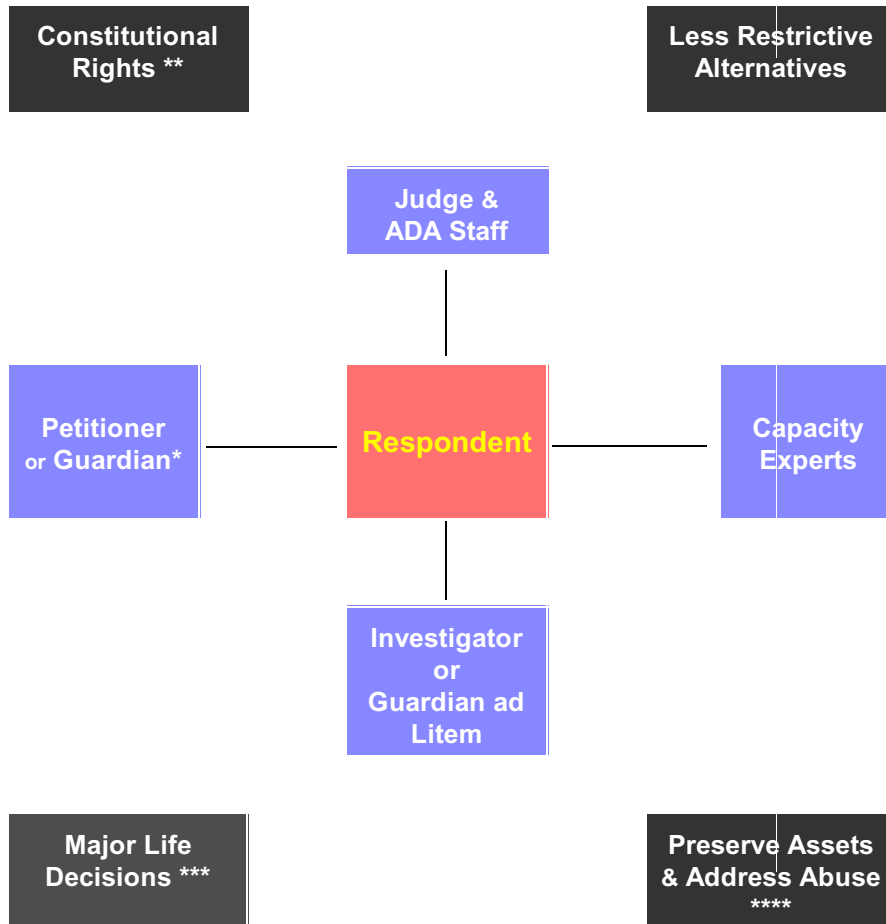 Constitutional
Rights **
Less Restrictive
Alternatives
Judge &
ADA Staff
Petitioner
or Guardian*
Respondent
Capacity
Experts
Investigator
or
Guardian ad
Litem
Major Life
Decisions ***
Preserve Assets
& Address Abuse
****